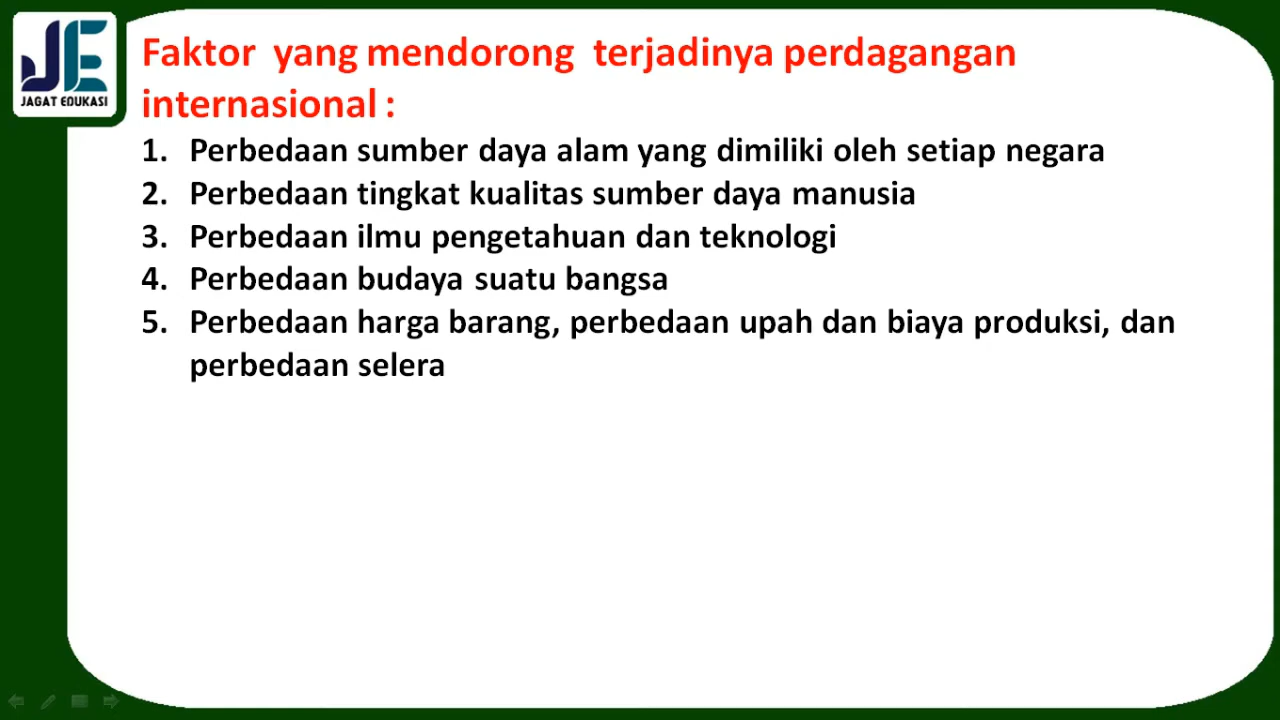 JE
JAGAT EDUKASI
Faktor yang mendorong terjadinya perdagangan
internasional :
1. Perbedaan sumber daya alam yang dimiliki oleh setiap negara
2. Perbedaan tingkat kualitas sumber daya manusia
3. Perbedaan ilmu pengetahuan dan teknologi
4. Perbedaan budaya suatu bangsa
5. Perbedaan harga barang, perbedaan upah dan biaya produksi, dan
perbedaan selera